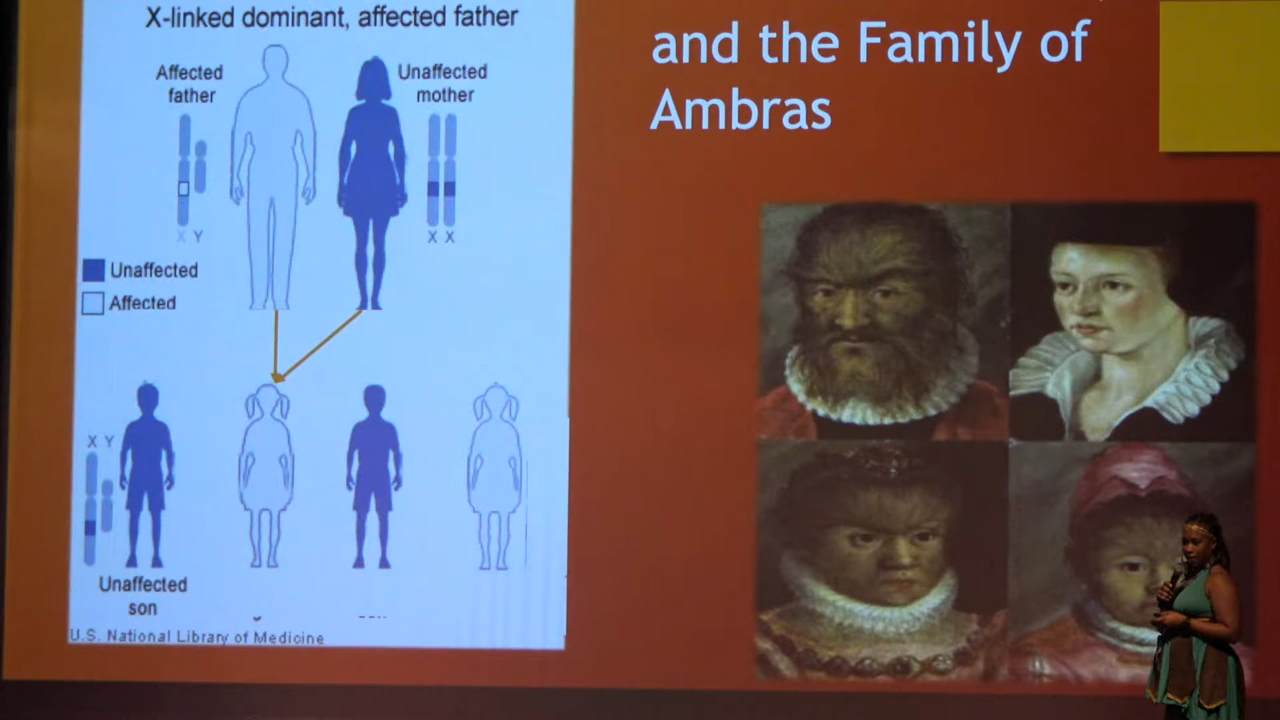 X-linked dominant, affected father
Affected
father
Unaffected
mother
X Y
X X
Unaffected
Affected
X Y
Unaffected
son
U.S. National Library of Medicine
and the Family of
Ambras